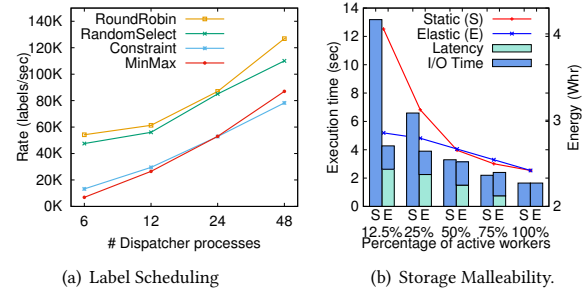 140K
120K
100K
80K
60K
40K
20K
0K
Rate (labels/sec)
RoundRobin
RandomSelect
Constraint
MinMax
6 12 24 48
# Dispatcher processes
(a) Label Scheduling
14
12
10
8
6
4
2
0
Execution time (sec)
Static (S)
Elastic (E)
Latency
I/O Time
4
3
2
Energy (Whr)
S E S E S E S E S E
12.5% 25% 50% 75% 100%
Percentage of active workers
(b) Storage Malleability.